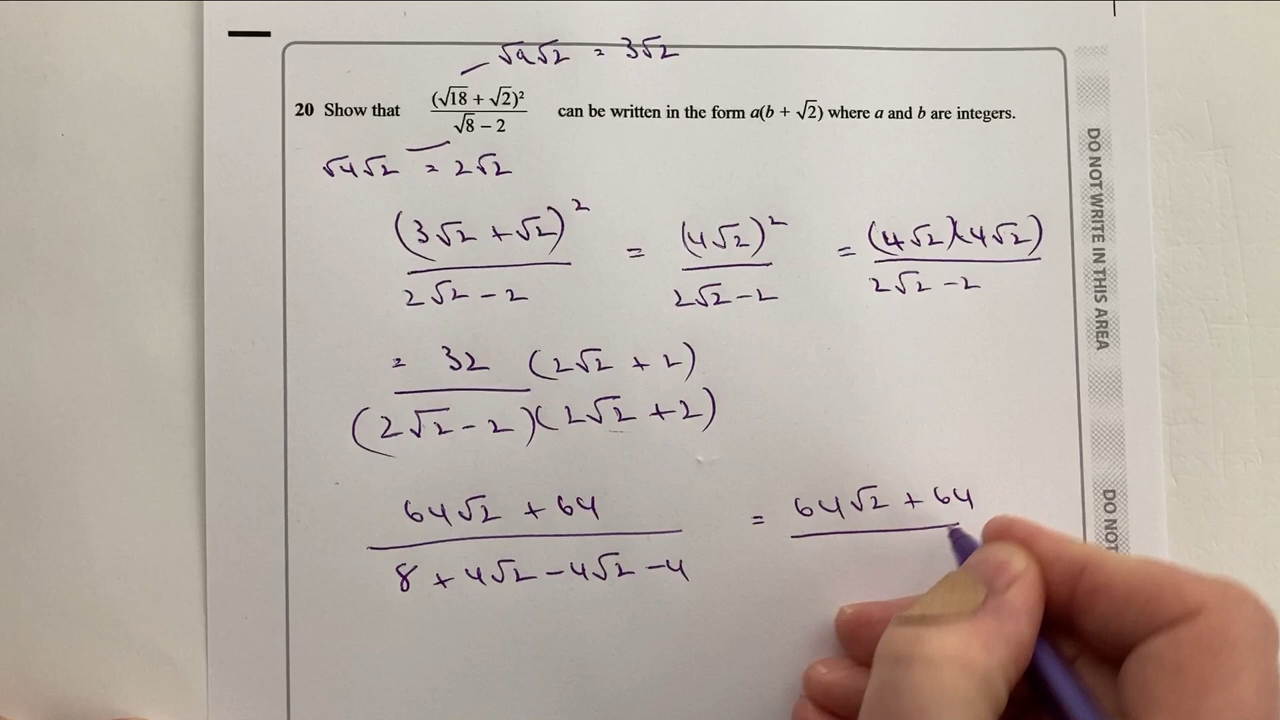 √9√2 = 3√2
20 Show that (√18 + √2)² / √8 − 2 can be written in the form a(b + √2) where a and b are integers.
√4√2 = 2√2
(3√2 + √2)² / 2√2 − 2 = (4√2)² / 2√2 − 2 = (4√2)(4√2) / 2√2 − 2
= 32 (2√2 + 2) / (2√2 − 2)(2√2 + 2)
64√2 + 64 / 8 + 4√2 − 4√2 − 4 = 64√2 + 64
DO NOT WRITE IN THIS AREA
DO NOT